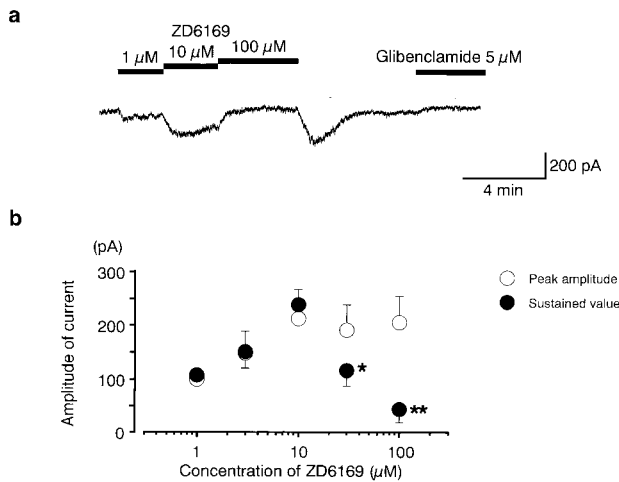 a
ZD6169
1 μM
10 μM
100 μM
Glibenclamide 5 μM
200 pA
4 min
b
(pA)
300
200
100
0
Amplitude of current
Peak amplitude
Sustained value
*
**
1
10
100
Concentration of ZD6169 (μM)